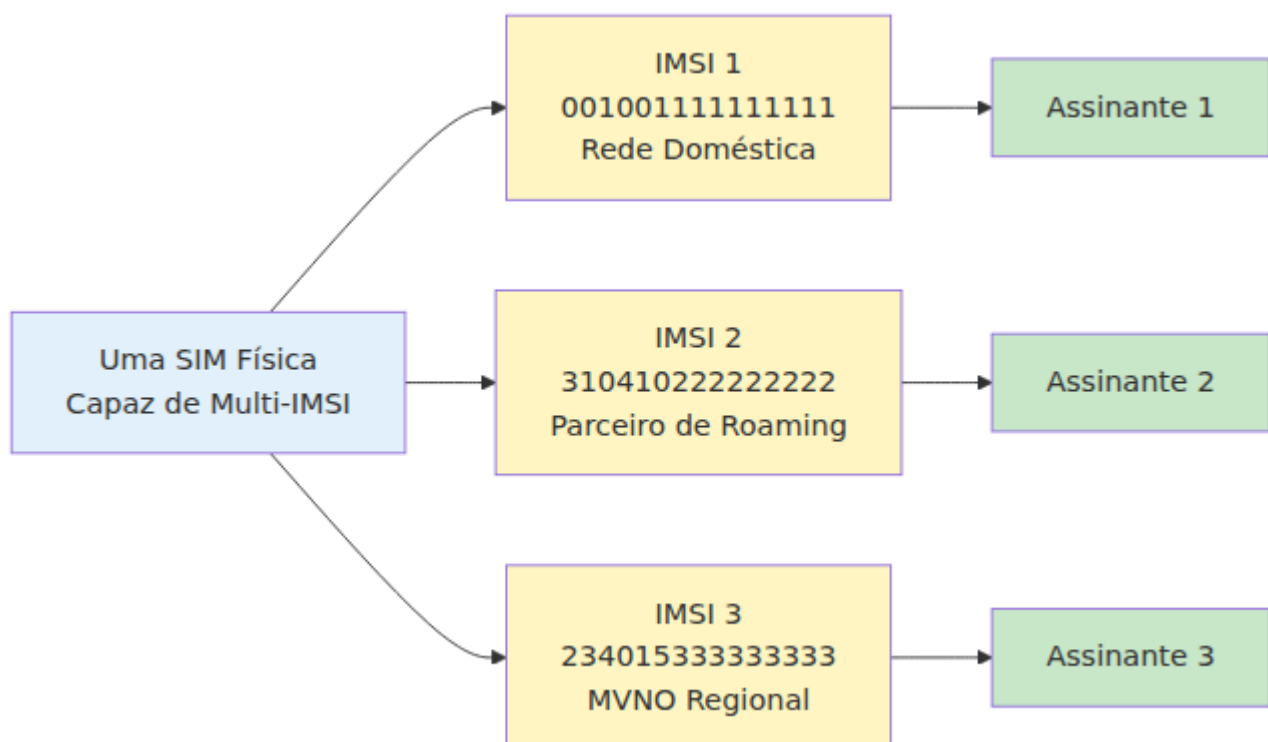 Uma SIM Física
Capaz de Multi-IMSI
IMSI 1
001001111111111
Rede Doméstica
Assinante 1
IMSI 2
310410222222222
Parceiro de Roaming
Assinante 2
IMSI 3
234015333333333
MVNO Regional
Assinante 3